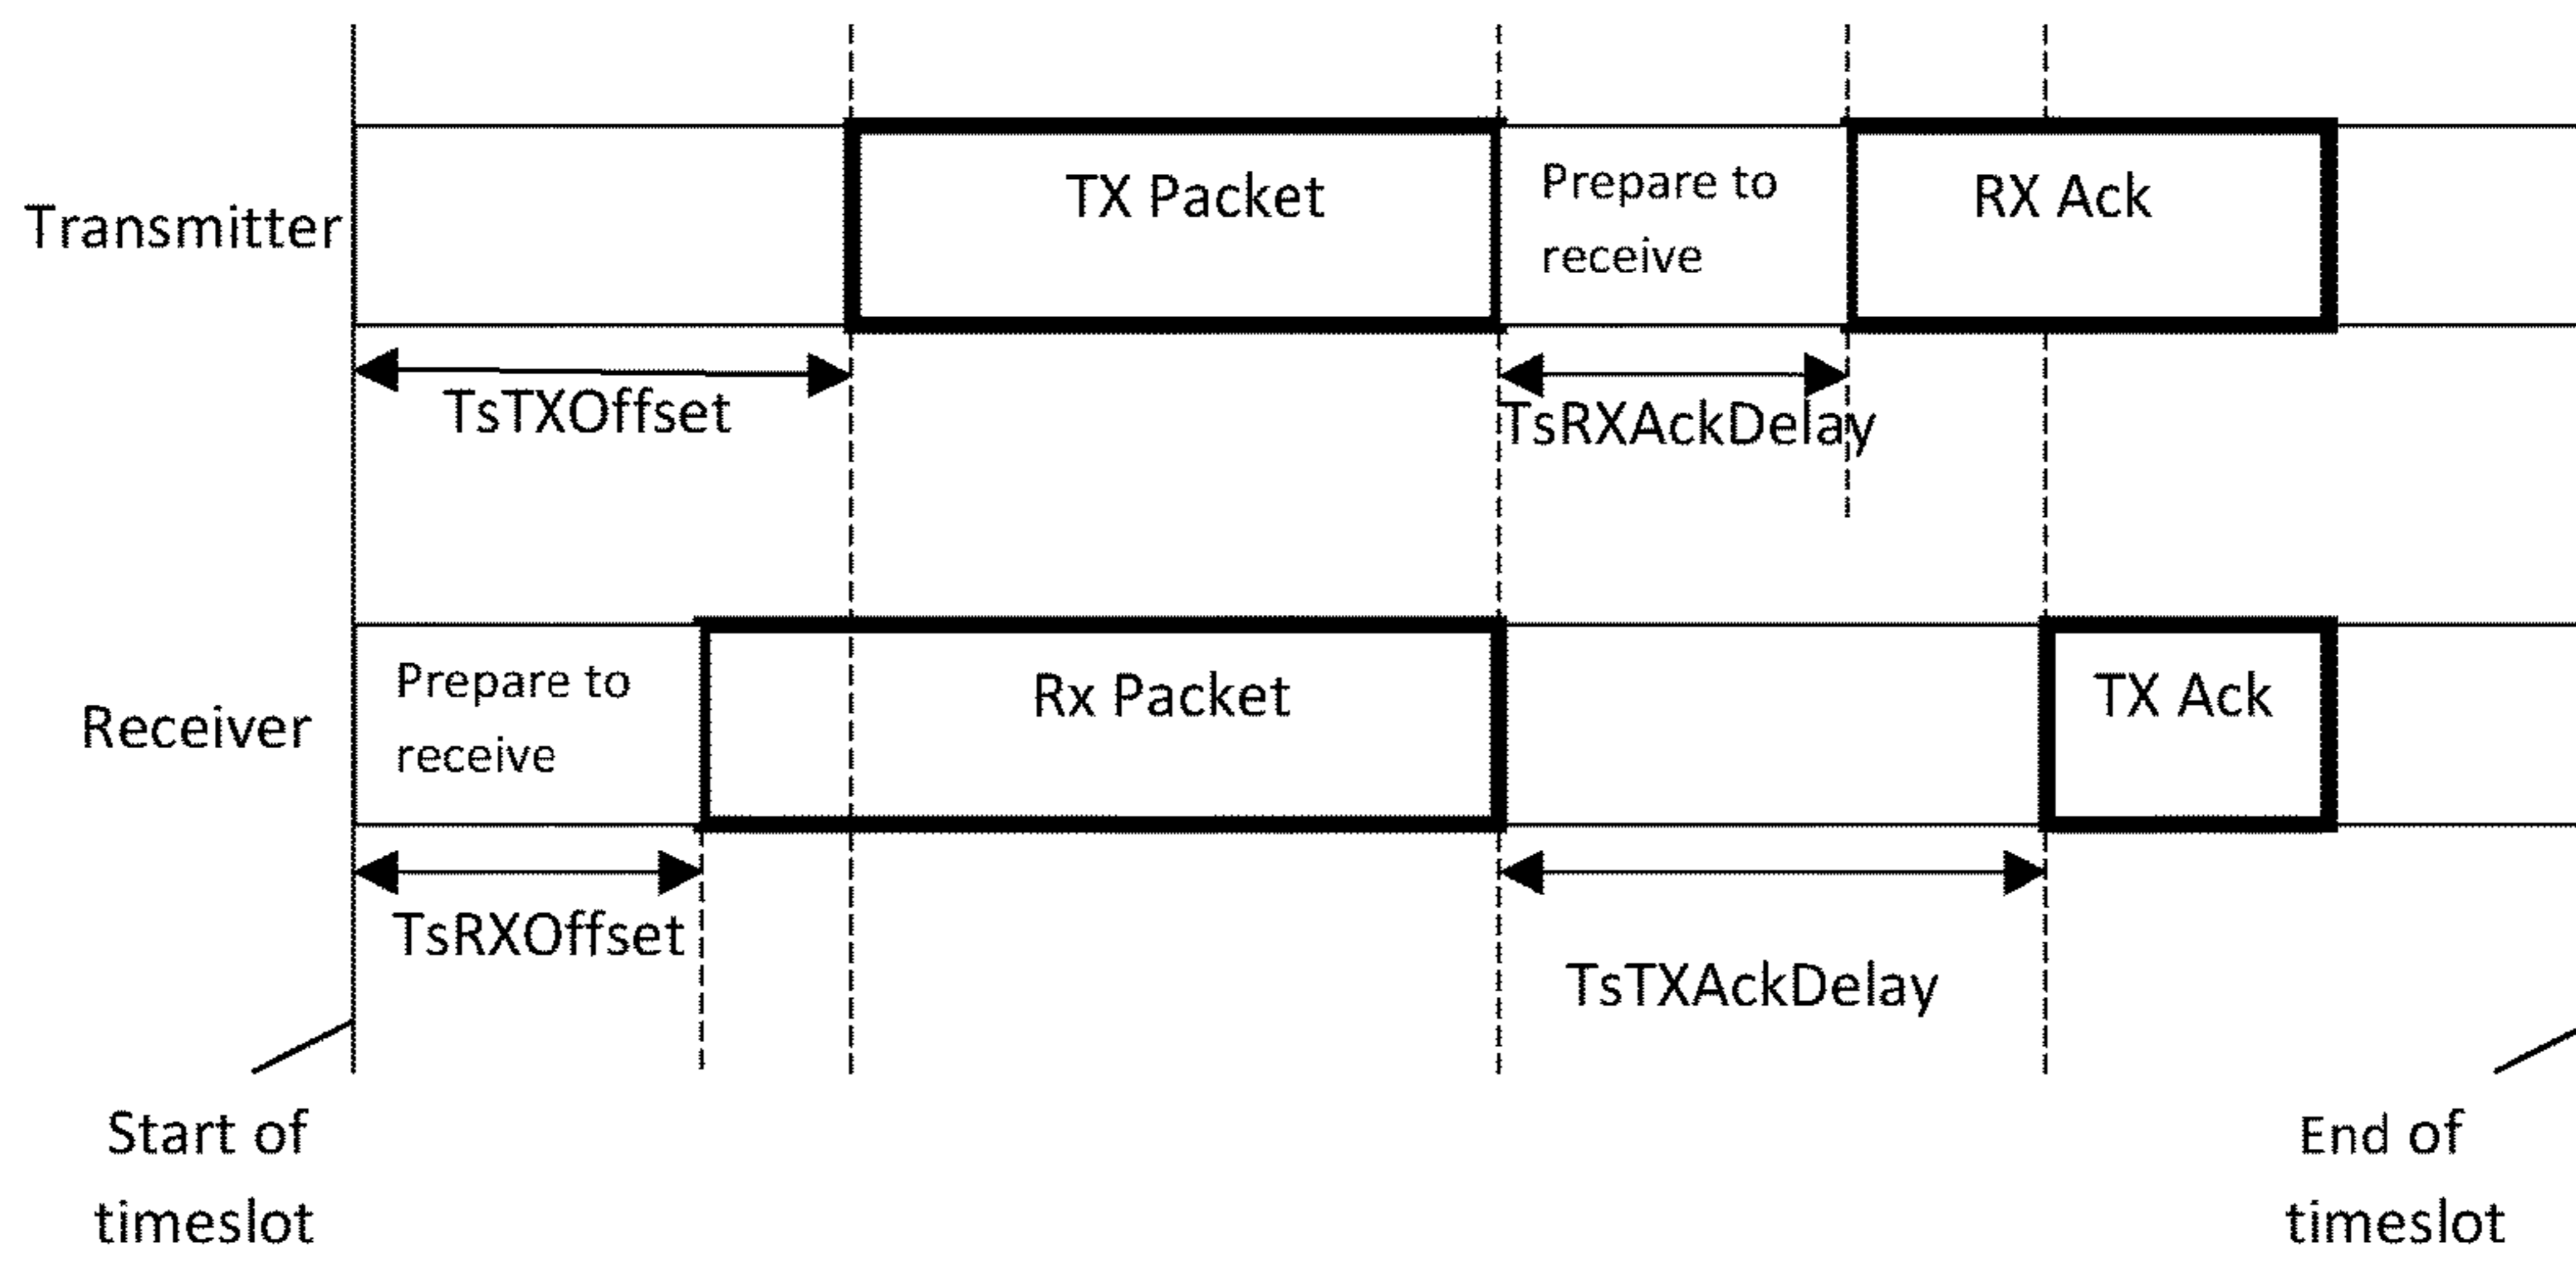 Transmitter
TX Packet
Prepare to
receive
RX Ack
TsTXOffset
TsRXAckDelay
Receiver
Prepare to
receive
Rx Packet
TX Ack
TsRXOffset
TsTXAckDelay
Start of
timeslot
End of
timeslot